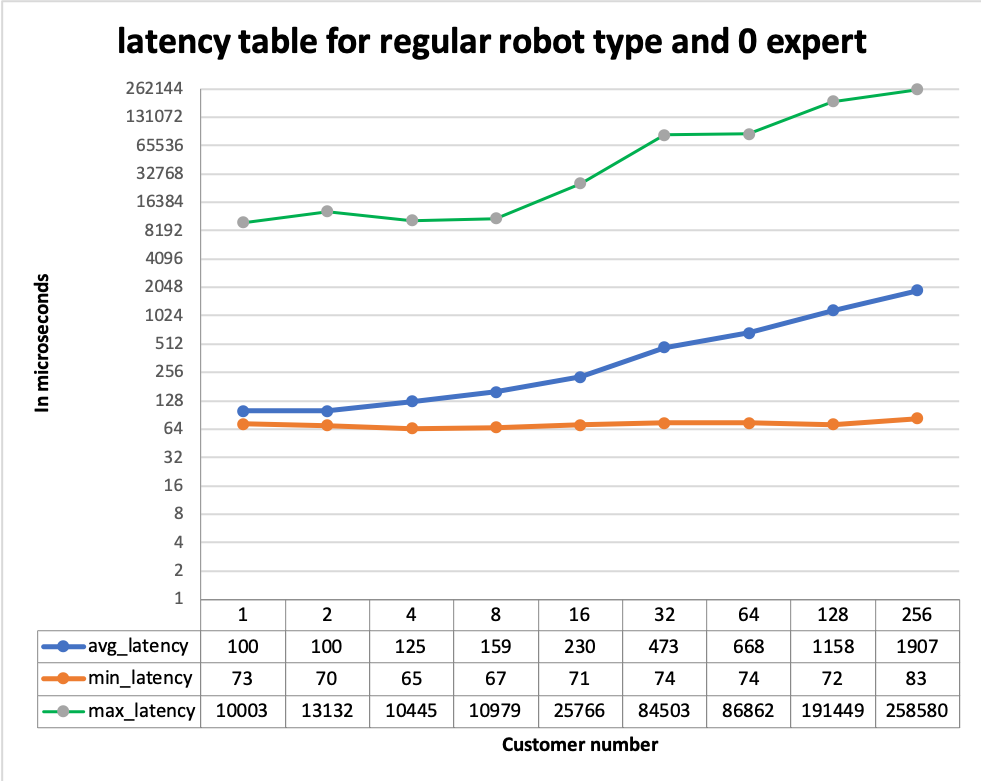 latency table for regular robot type and 0 expert
262144
131072
65536
32768
16384
8192
4096
2048
1024
512
256
128
64
32
16
8
4
2
1
In microseconds
1 2 4 8 16 32 64 128 256
avg_latency 100 100 125 159 230 473 668 1158 1907
min_latency 73 70 65 67 71 74 74 72 83
max_latency 10003 13132 10445 10979 25766 84503 86862 191449 258580
Customer number